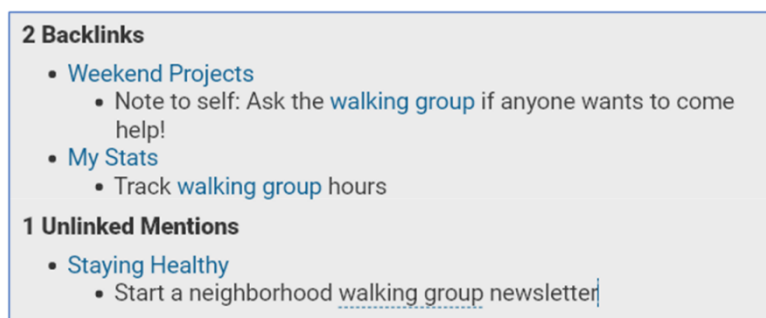 2 Backlinks
Weekend Projects
Note to self: Ask the walking group if anyone wants to come
help!
My Stats
Track walking group hours
1 Unlinked Mentions
Staying Healthy
Start a neighborhood walking group newsletter